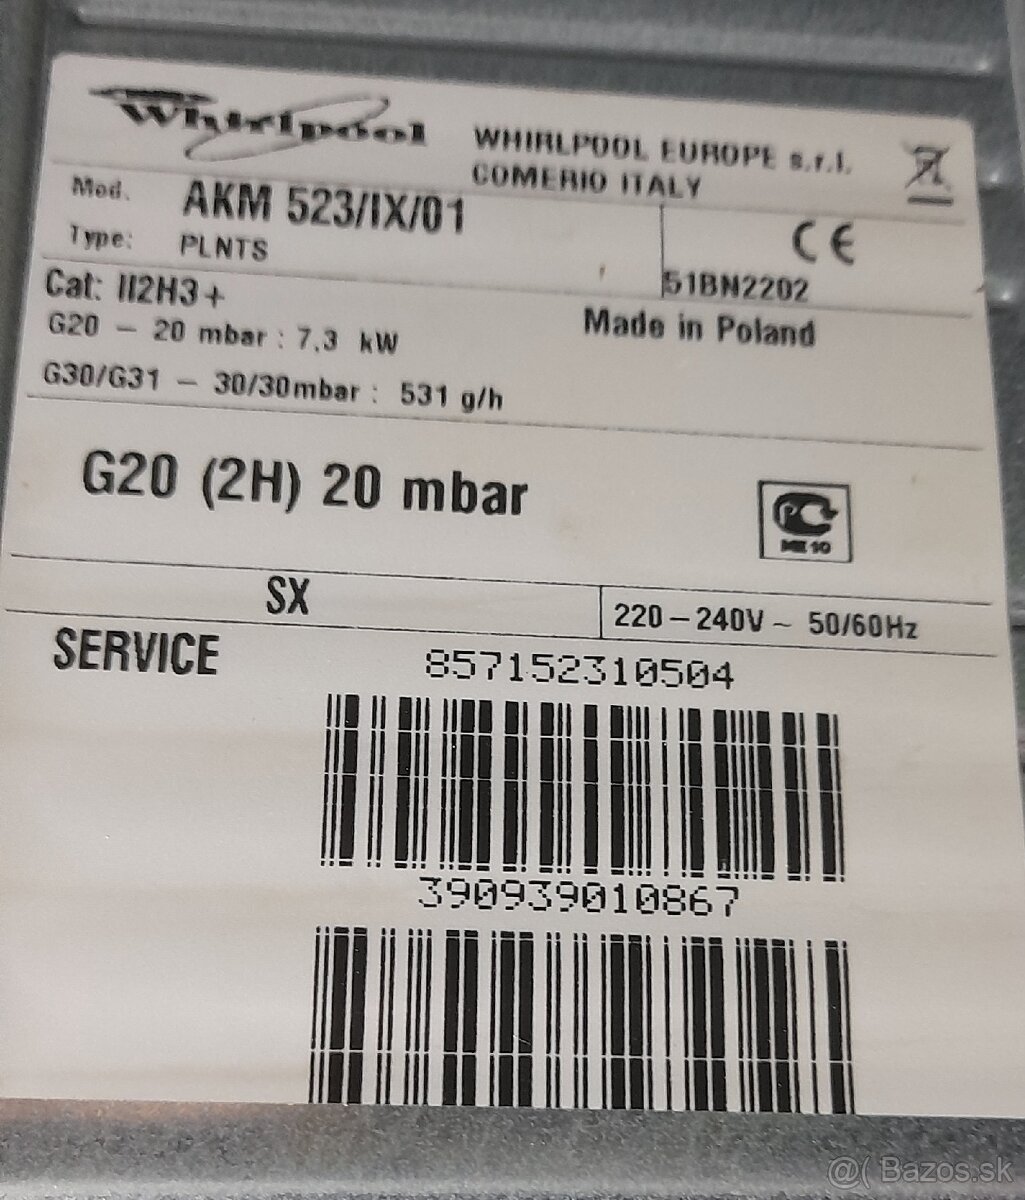 Whirlpool
WHIRLPOOL EUROPE s.r.l.
COMERIO ITALY
Mod. AKM 523/IX/01
Type: PLNTS
CE
51BN2202
Cat: II2H3+
Made in Poland
G20 – 20 mbar : 7,3 kW
G30/G31 – 30/30mbar : 531 g/h
G20 (2H) 20 mbar
PC
ME10
SX
220–240V ~ 50/60Hz
SERVICE
857152310504
390939010867
@( Bazos.sk